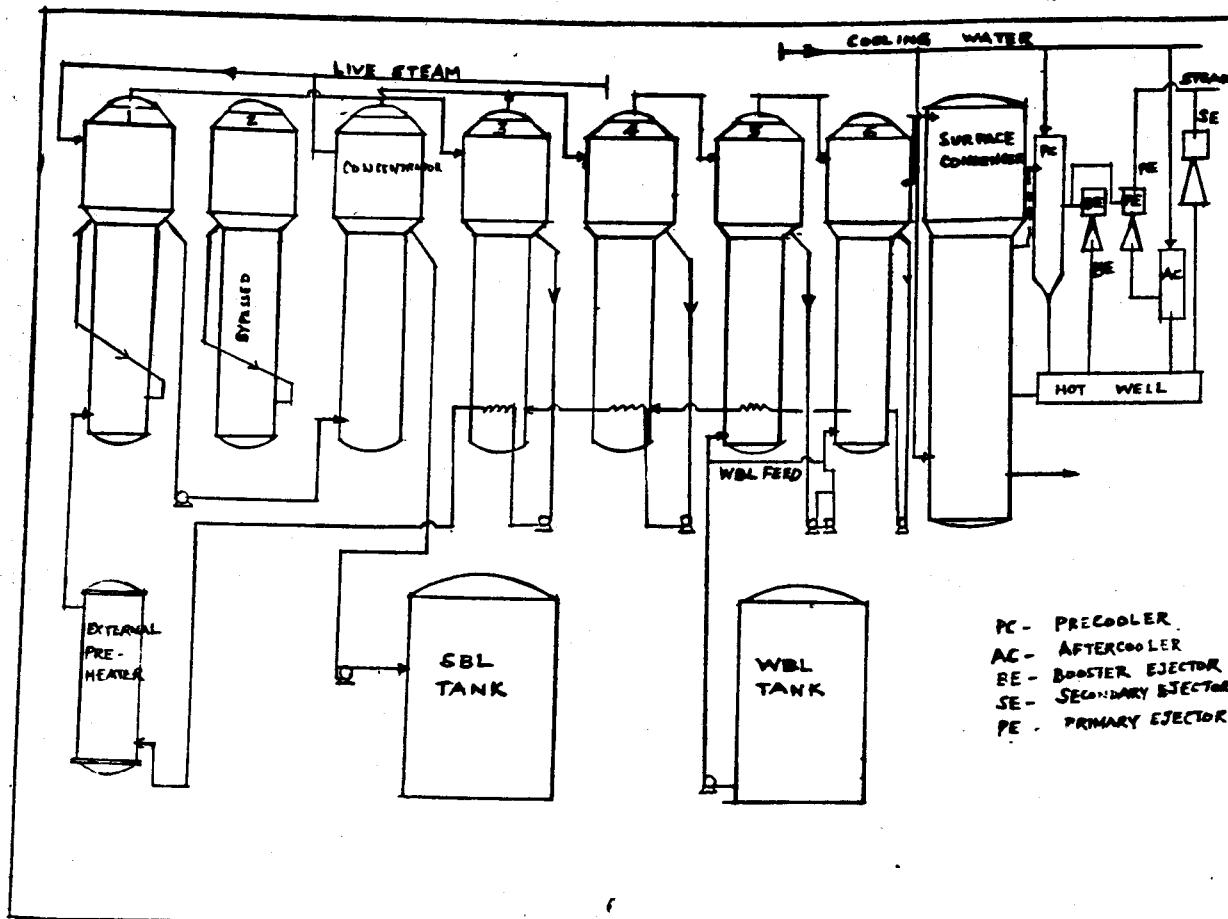 COOLING WATER
LIVE STEAM
STEAM
SE
1
2
CONCENTRATOR
3
4
5
6
SURFACE
CONDENSER
PC
PE
BE
PE
BE
AC
BYPASSED
HOT WELL
WBL FEED
EXTERNAL
PRE-
HEATER
SBL
TANK
WBL
TANK
PC - PRECOOLER
AC - AFTERCOOLER
BE - BOOSTER EJECTOR
SE - SECONDARY EJECTOR
PE - PRIMARY EJECTOR